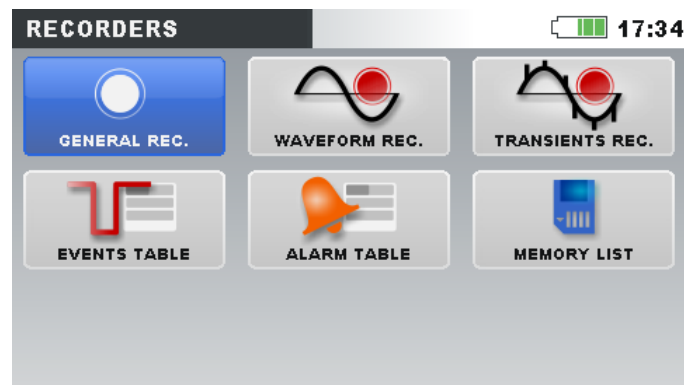 RECORDERS 17:34
GENERAL REC. WAVEFORM REC. TRANSIENTS REC.
EVENTS TABLE ALARM TABLE MEMORY LIST